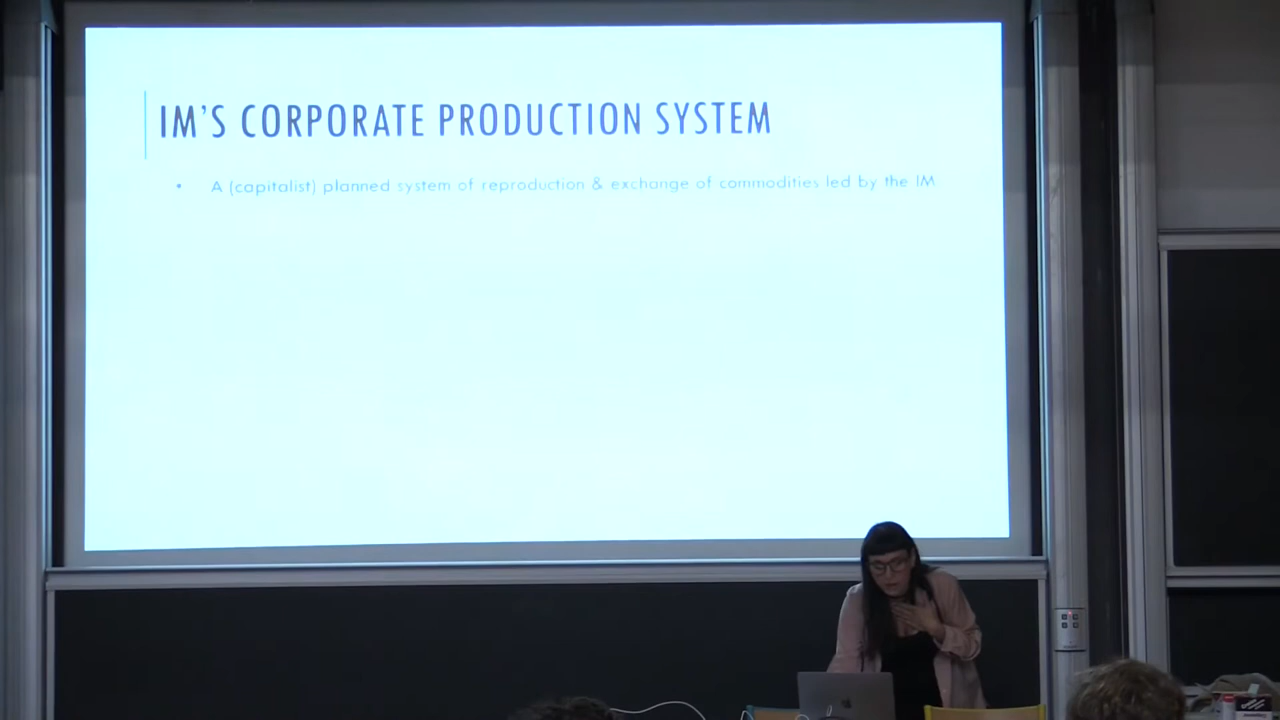 IM'S CORPORATE PRODUCTION SYSTEM
• A (capitalist) planned system of reproduction & exchange of commodities led by the IM